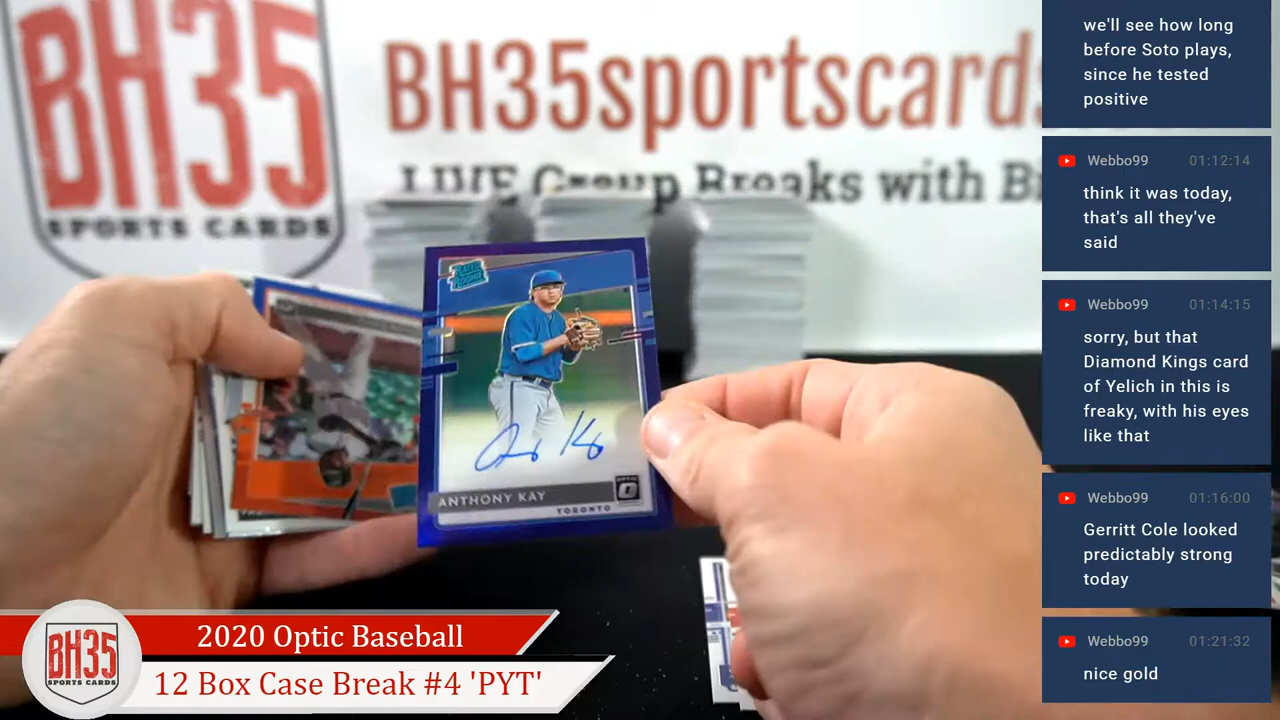 BH35
SPORTS CARDS
BH35sportscards
LIVE Group Breaks with
RATED
ROOKIE
ANTHONY KAY
OPTIC
TORONTO
we'll see how long
before Soto plays,
since he tested
positive
Webbo99 01:12:14
think it was today,
that's all they've
said
Webbo99 01:14:15
sorry, but that
Diamond Kings card
of Yelich in this is
freaky, with his eyes
like that
Webbo99 01:16:00
Gerritt Cole looked
predictably strong
today
Webbo99 01:21:32
nice gold
BH35
SPORTS CARDS
2020 Optic Baseball
12 Box Case Break #4 'PYT'